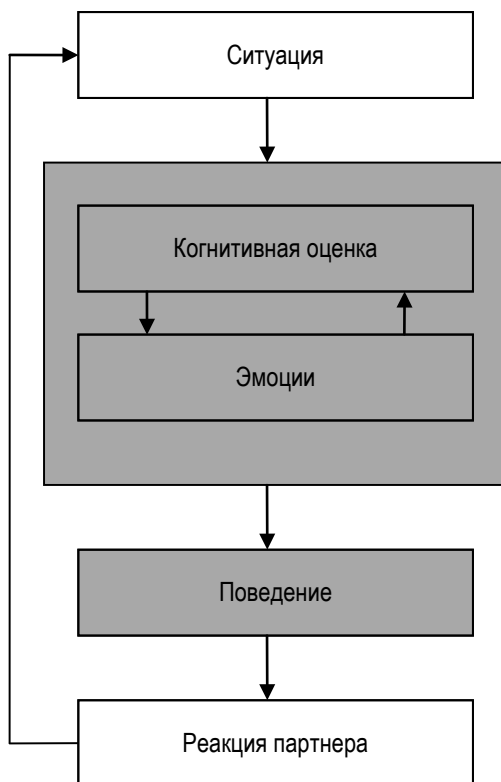 Ситуация
Когнитивная оценка
Эмоции
Поведение
Реакция партнера